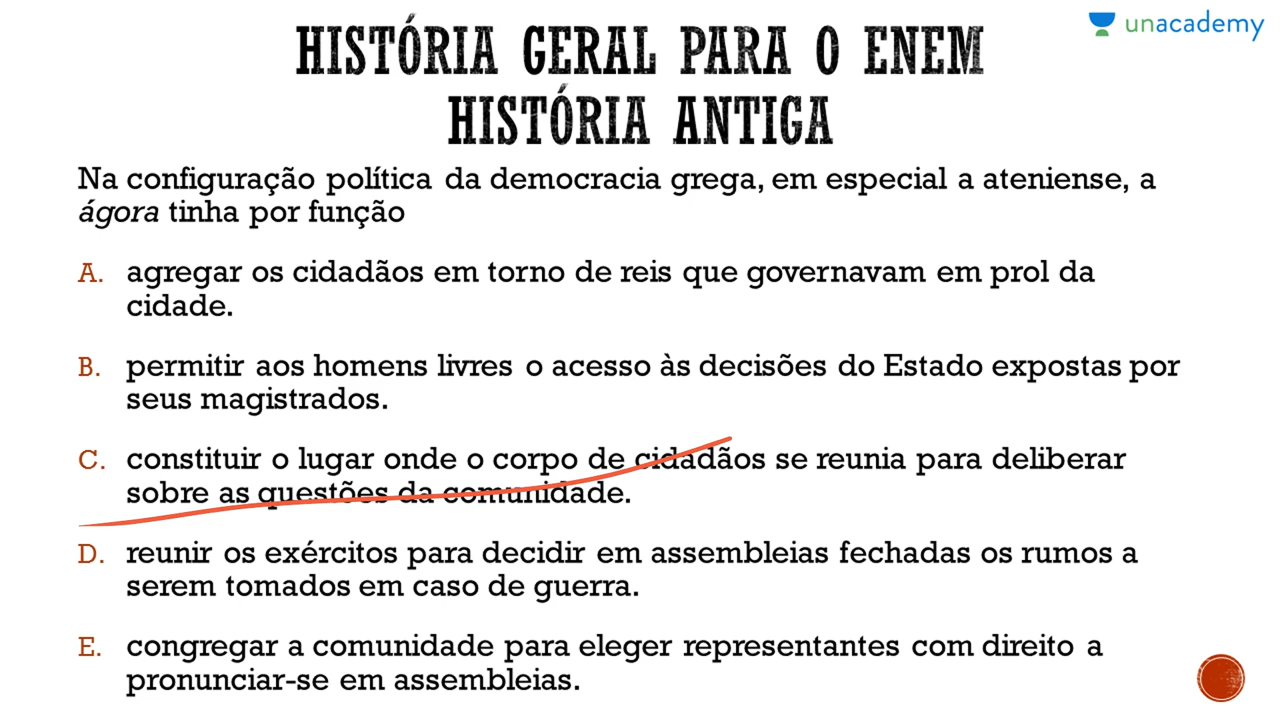 HISTÓRIA GERAL PARA O ENEM
HISTÓRIA ANTIGA
unacademy
Na configuração política da democracia grega, em especial a ateniense, a
ágora tinha por função
A. agregar os cidadãos em torno de reis que governavam em prol da
cidade.
B. permitir aos homens livres o acesso às decisões do Estado expostas por
seus magistrados.
C. constituir o lugar onde o corpo de cidadãos se reunia para deliberar
sobre as questões da comunidade.
D. reunir os exércitos para decidir em assembleias fechadas os rumos a
serem tomados em caso de guerra.
E. congregar a comunidade para eleger representantes com direito a
pronunciar-se em assembleias.